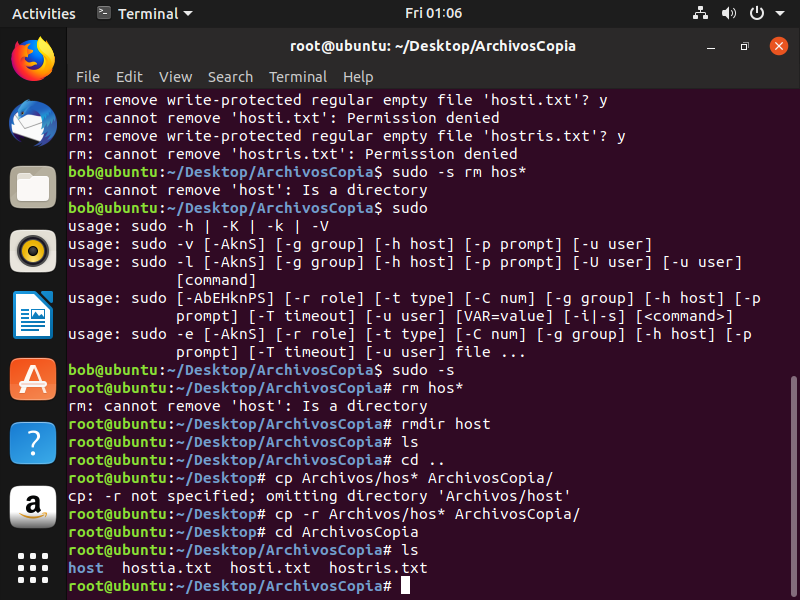 Activities Terminal Fri 01:06
root@ubuntu: ~/Desktop/ArchivosCopia
File Edit View Search Terminal Help
rm: remove write-protected regular empty file 'hosti.txt'? y
rm: cannot remove 'hosti.txt': Permission denied
rm: remove write-protected regular empty file 'hostris.txt'? y
rm: cannot remove 'hostris.txt': Permission denied
bob@ubuntu:~/Desktop/ArchivosCopia$ sudo -s rm hos*
rm: cannot remove 'host': Is a directory
bob@ubuntu:~/Desktop/ArchivosCopia$ sudo
usage: sudo -h | -K | -k | -V
usage: sudo -v [-AknS] [-g group] [-h host] [-p prompt] [-u user]
usage: sudo -l [-AknS] [-g group] [-h host] [-p prompt] [-U user] [-u user]
[command]
usage: sudo [-AbEHknPS] [-r role] [-t type] [-C num] [-g group] [-h host] [-p
prompt] [-T timeout] [-u user] [VAR=value] [-i|-s] [<command>]
usage: sudo -e [-AknS] [-r role] [-t type] [-C num] [-g group] [-h host] [-p
prompt] [-T timeout] [-u user] file ...
bob@ubuntu:~/Desktop/ArchivosCopia$ sudo -s
root@ubuntu:~/Desktop/ArchivosCopia# rm hos*
rm: cannot remove 'host': Is a directory
root@ubuntu:~/Desktop/ArchivosCopia# rmdir host
root@ubuntu:~/Desktop/ArchivosCopia# ls
root@ubuntu:~/Desktop/ArchivosCopia# cd ..
root@ubuntu:~/Desktop# cp Archivos/hos* ArchivosCopia/
cp: -r not specified; omitting directory 'Archivos/host'
root@ubuntu:~/Desktop# cp -r Archivos/hos* ArchivosCopia/
root@ubuntu:~/Desktop# cd ArchivosCopia
root@ubuntu:~/Desktop/ArchivosCopia# ls
host hostia.txt hosti.txt hostris.txt
root@ubuntu:~/Desktop/ArchivosCopia#